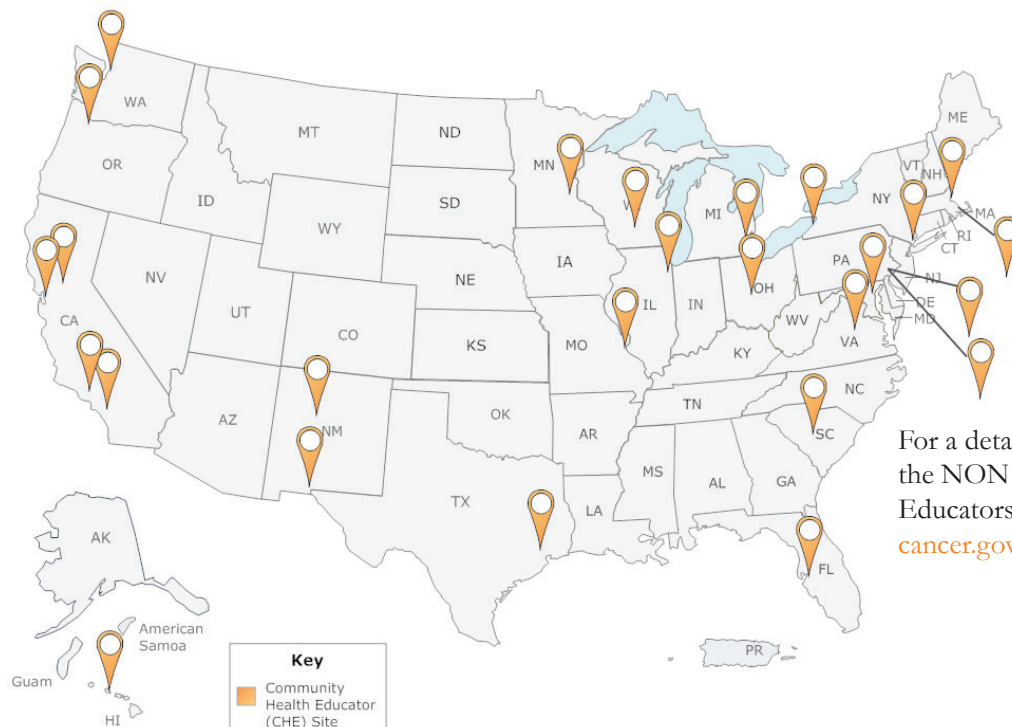 WA
MT
ND
ME
OR
MN
VT
NH
ID
SD
NY
MA
WY
MI
RI
CT
IA
PA
NE
NJ
NV
OH
DE
UT
IL
IN
MD
CA
CO
WV
VA
KS
MO
KY
NC
TN
AZ
NM
OK
AR
SC
MS
AL
GA
TX
LA
FL
For a deta
the NON
Educators
cancer.gov
AK
American
Samoa
Guam
HI
PR
Key
Community
Health Educator
(CHE) Site